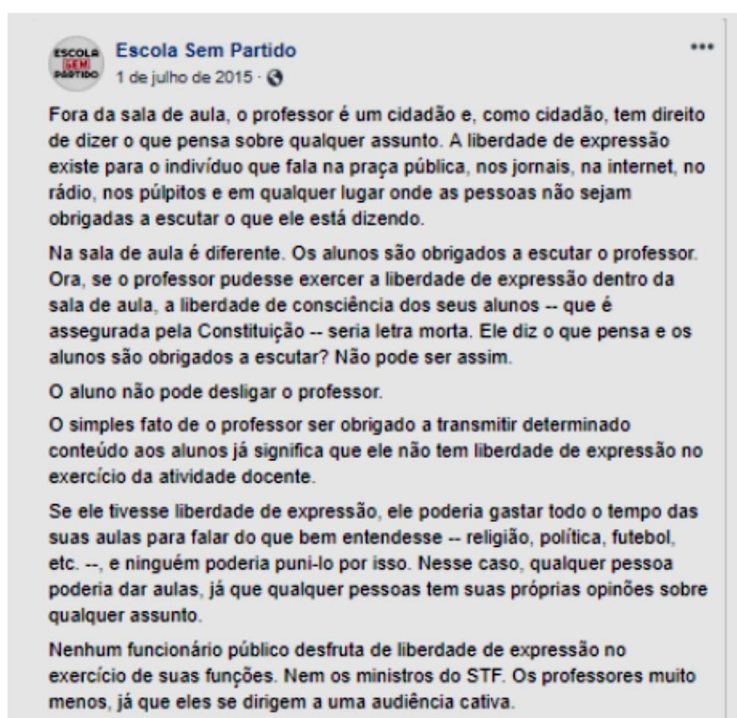 ESCOLA
SEM
PARTIDO
Escola Sem Partido
1 de julho de 2015 ·
Fora da sala de aula, o professor é um cidadão e, como cidadão, tem direito
de dizer o que pensa sobre qualquer assunto. A liberdade de expressão
existe para o indivíduo que fala na praça pública, nos jornais, na internet, no
rádio, nos púlpitos e em qualquer lugar onde as pessoas não sejam
obrigadas a escutar o que ele está dizendo.
Na sala de aula é diferente. Os alunos são obrigados a escutar o professor.
Ora, se o professor pudesse exercer a liberdade de expressão dentro da
sala de aula, a liberdade de consciência dos seus alunos -- que é
assegurada pela Constituição -- seria letra morta. Ele diz o que pensa e os
alunos são obrigados a escutar? Não pode ser assim.
O aluno não pode desligar o professor.
O simples fato de o professor ser obrigado a transmitir determinado
conteúdo aos alunos já significa que ele não tem liberdade de expressão no
exercício da atividade docente.
Se ele tivesse liberdade de expressão, ele poderia gastar todo o tempo das
suas aulas para falar do que bem entendesse -- religião, política, futebol,
etc. --, e ninguém poderia puni-lo por isso. Nesse caso, qualquer pessoa
poderia dar aulas, já que qualquer pessoas tem suas próprias opinões sobre
qualquer assunto.
Nenhum funcionário público desfruta de liberdade de expressão no
exercício de suas funções. Nem os ministros do STF. Os professores muito
menos, já que eles se dirigem a uma audiência cativa.